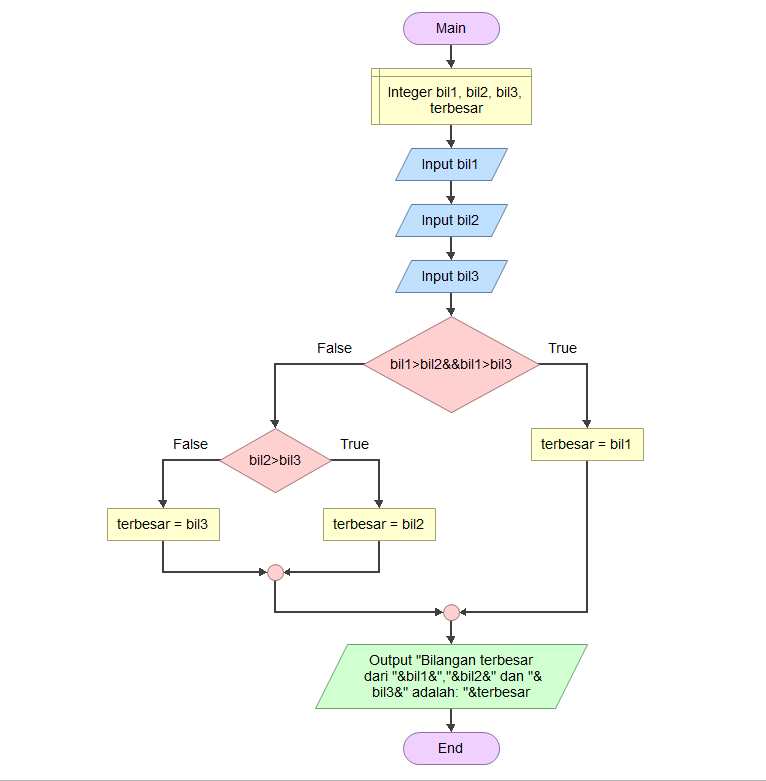 Main
Integer bil1, bil2, bil3,
terbesar
Input bil1
Input bil2
Input bil3
False
True
bil1>bil2&&bil1>bil3
False
True
bil2>bil3
terbesar = bil1
terbesar = bil3
terbesar = bil2
Output "Bilangan terbesar
dari "&bil1&","&bil2&" dan "&
bil3&" adalah: "&terbesar
End